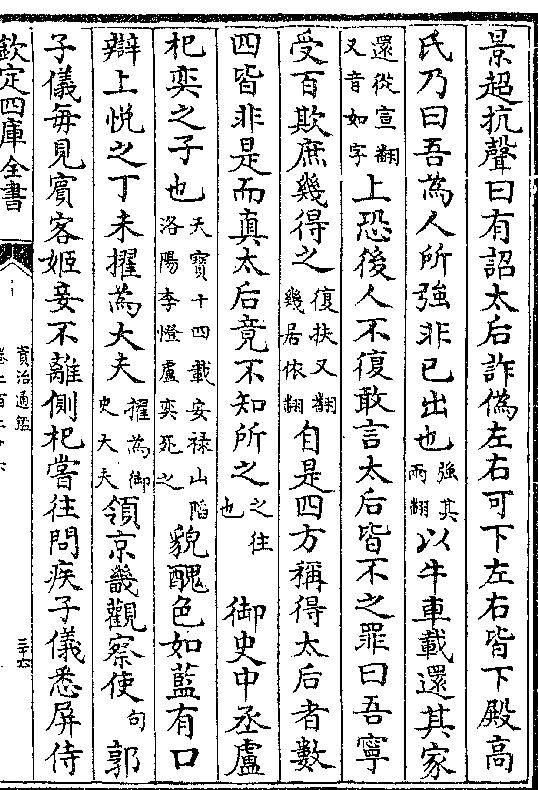 景超抗聲曰有詔太后詐偽左右可下左右皆下殿高
氏乃曰吾為人所強非己出也強其兩翻以牛車載還其家
還從宣翻又音如字上恐後人不復敢言太后皆不之罪曰吾寧
受百欺庶幾得之復扶又翻幾居依翻自是四方稱得太后者數
四皆非是而真太后竟不知所之之往也 御史中丞盧
杞奕之子也天寶十四載安祿山陷洛陽李憕盧奕死之貌醜色如藍有口
辯上悅之丁未擢為大夫擢為御史大夫領京畿觀察使句郭
子儀每見賓客姬妾不離側杞嘗往問疾子儀悉屏侍
欽定四庫全書
資治通鑑
卷二百二十六
三十六